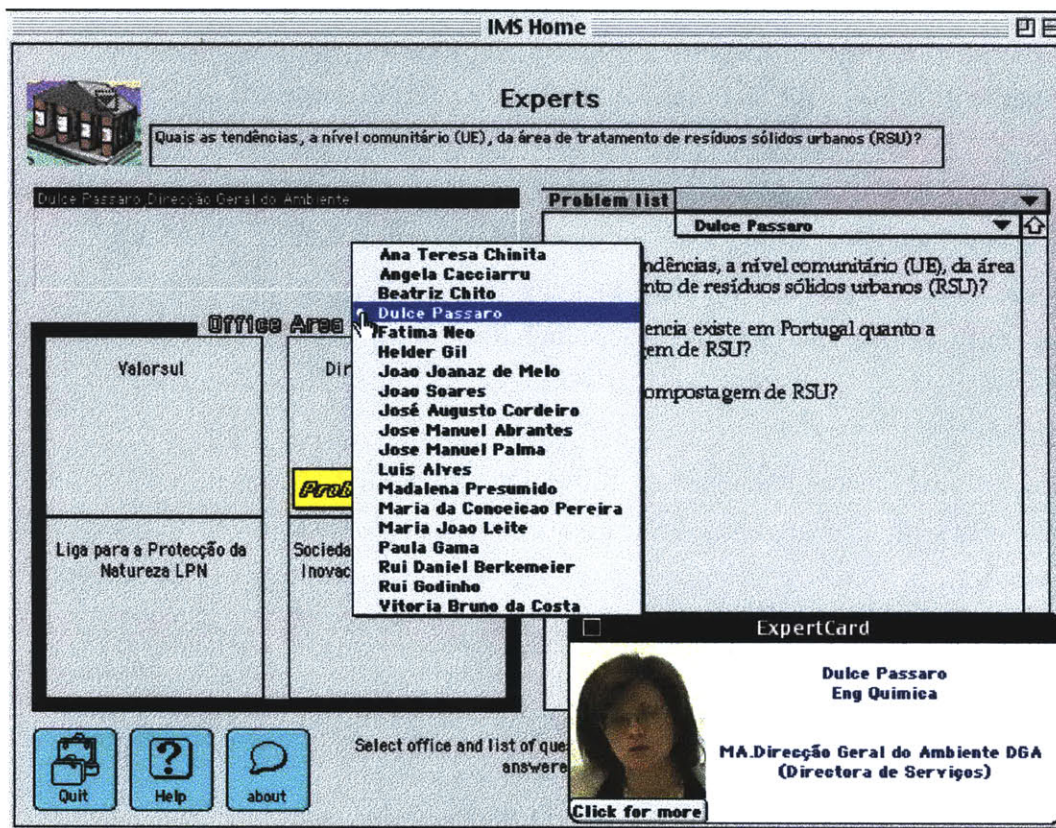 IMS Home
Experts
Quais as tendências, a nível comunitário (UE), da área de tratamento de resíduos sólidos urbanos (RSU)?
Dulce Passaro,Direcção Geral do Ambiente
Problem list
Dulce Passaro
Ana Teresa Chinita
Angela Cacciarru
Beatriz Chito
Dulce Passaro
Fatima Neo
Helder Gil
Joao Joanaz de Melo
Joao Soares
José Augusto Cordeiro
Jose Manuel Abrantes
Jose Manuel Palma
Luis Alves
Madalena Presumido
Maria da Conceicao Pereira
Maria Joao Leite
Paula Gama
Rui Daniel Berkemeier
Rui Godinho
Vitoria Bruno da Costa
ndências, a nível comunitário (UE), da área
nto de resíduos sólidos urbanos (RSU)?
encia existe em Portugal quanto a
em de RSU?
ompostagem de RSU?
Office Area
Valorsul
Dir
Prob
Liga para a Protecção da
Natureza LPN
Socieda
Inovac
ExpertCard
Dulce Passaro
Eng Quimica
MA.Direcção Geral do Ambiente DGA
(Directora de Serviços)
Click for more
Select office and list of que
answere
Quit
Help
about